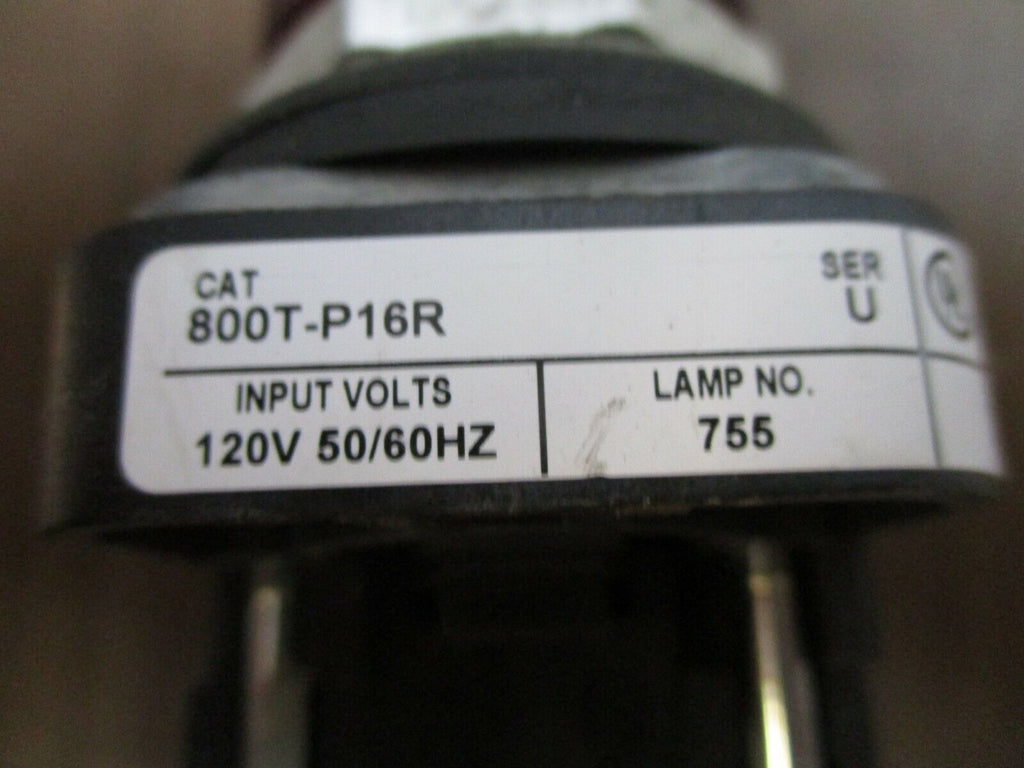 CAT
800T-P16R
SER
U
INPUT VOLTS
120V 50/60HZ
LAMP NO.
755